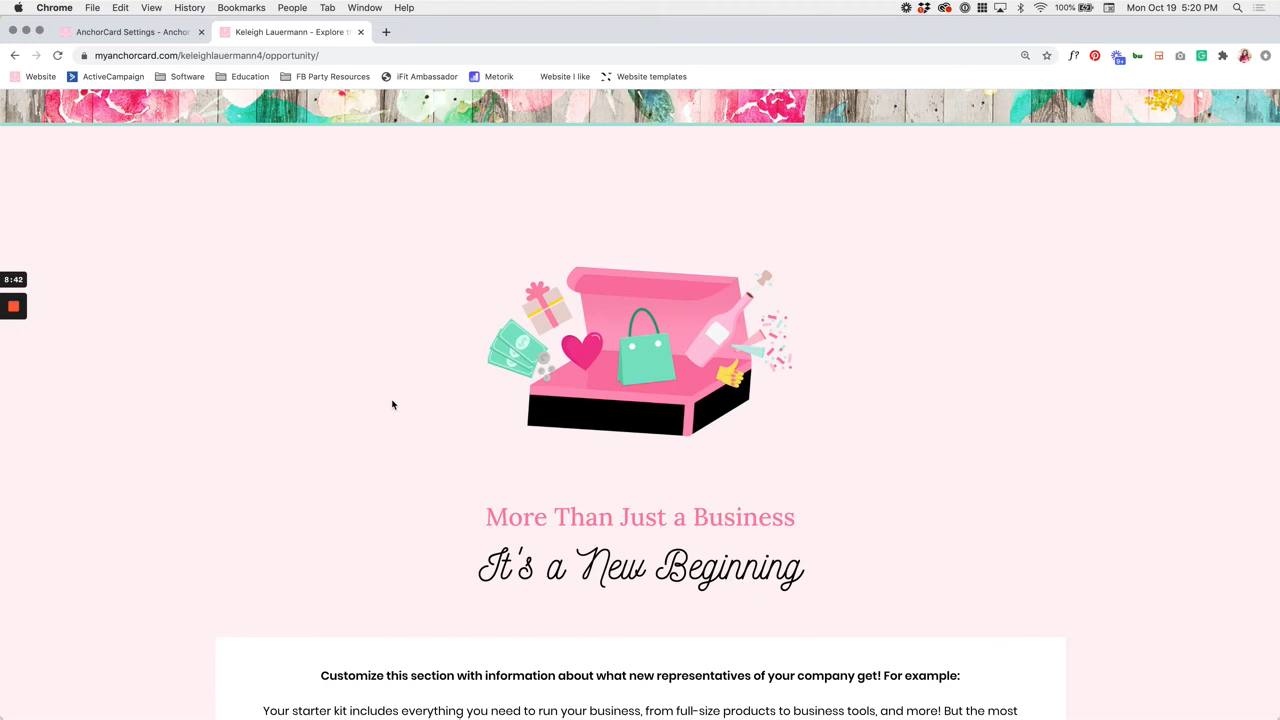 Chrome File Edit View History Bookmarks People Tab Window Help 100% Mon Oct 19 5:20 PM
AnchorCard Settings - Anchor Keleigh Lauermann - Explore t
myanchorcard.com/keleighlauermann4/opportunity/ f? 9+ bw
Website ActiveCampaign Software Education FB Party Resources iFit Ambassador Metorik Website I like Website templates
8:42
More Than Just a Business
It's a New Beginning
Customize this section with information about what new representatives of your company get! For example:
Your starter kit includes everything you need to run your business, from full-size products to business tools, and more! But the most